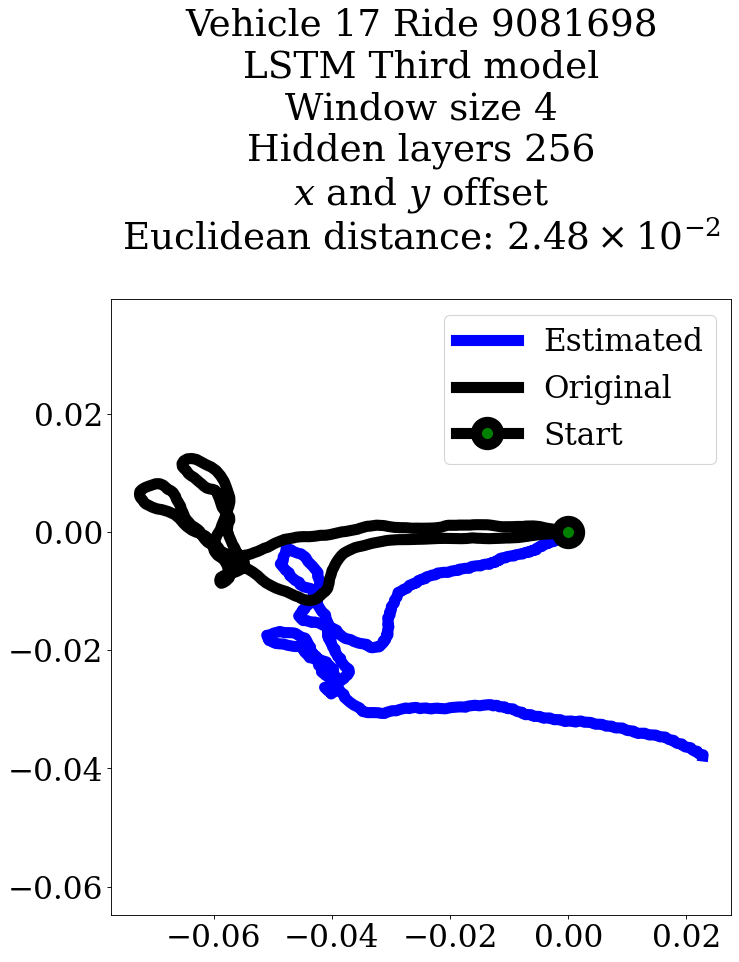 Vehicle 17 Ride 9081698
LSTM Third model
Window size 4
Hidden layers 256
x and y offset
Euclidean distance: 2.48 × 10⁻²
Estimated
Original
Start
0.02
0.00
−0.02
−0.04
−0.06
−0.06
−0.04
−0.02
0.00
0.02